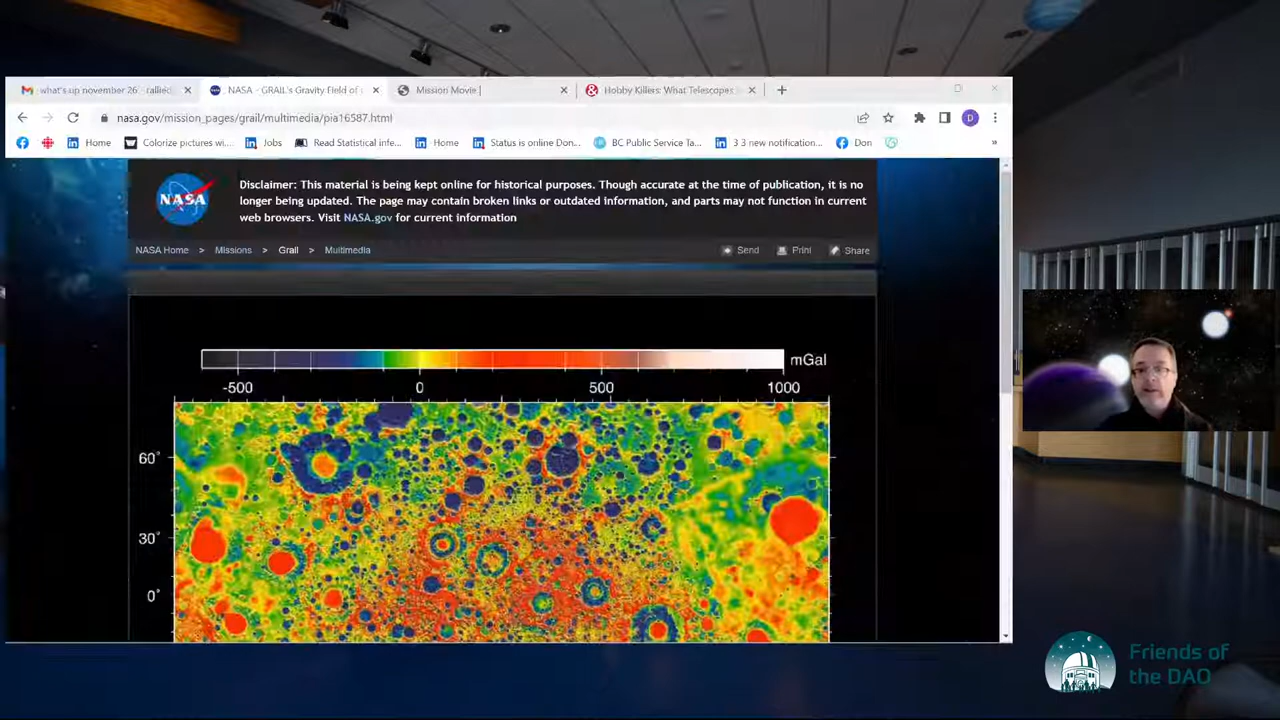 what's up november 26 - rallied
NASA - GRAIL's Gravity Field of
Mission Movie |
Hobby Killers: What Telescopes
nasa.gov/mission_pages/grail/multimedia/pia16587.html
D
Home
Colorize pictures wi...
Jobs
Read Statistical infe...
Home
Status is online Don...
BC Public Service Ta...
3 3 new notification...
Don
»
NASA
Disclaimer: This material is being kept online for historical purposes. Though accurate at the time of publication, it is no
longer being updated. The page may contain broken links or outdated information, and parts may not function in current
web browsers. Visit NASA.gov for current information
NASA Home > Missions > Grail > Multimedia
Send
Print
Share
mGal
-500 0 500 1000
60°
30°
0°
Friends of
the DAO